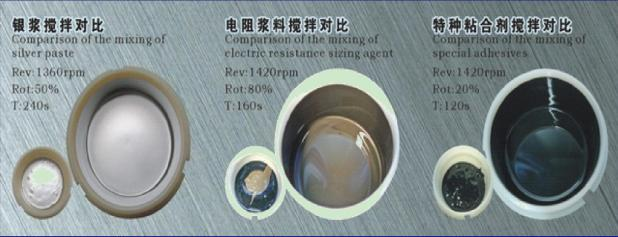 银浆搅拌对比
Comparison of the mixing of
silver paste
Rev:1360rpm
Rot:50%
T:240s
电阻浆料搅拌对比
Comparison of the mixing of
electric resistance sizing agent
Rev:1420rpm
Rot:80%
T:160s
特种粘合剂搅拌对比
Comparison of the mixing of
special adhesives
Rev:1420rpm
Rot:20%
T:120s